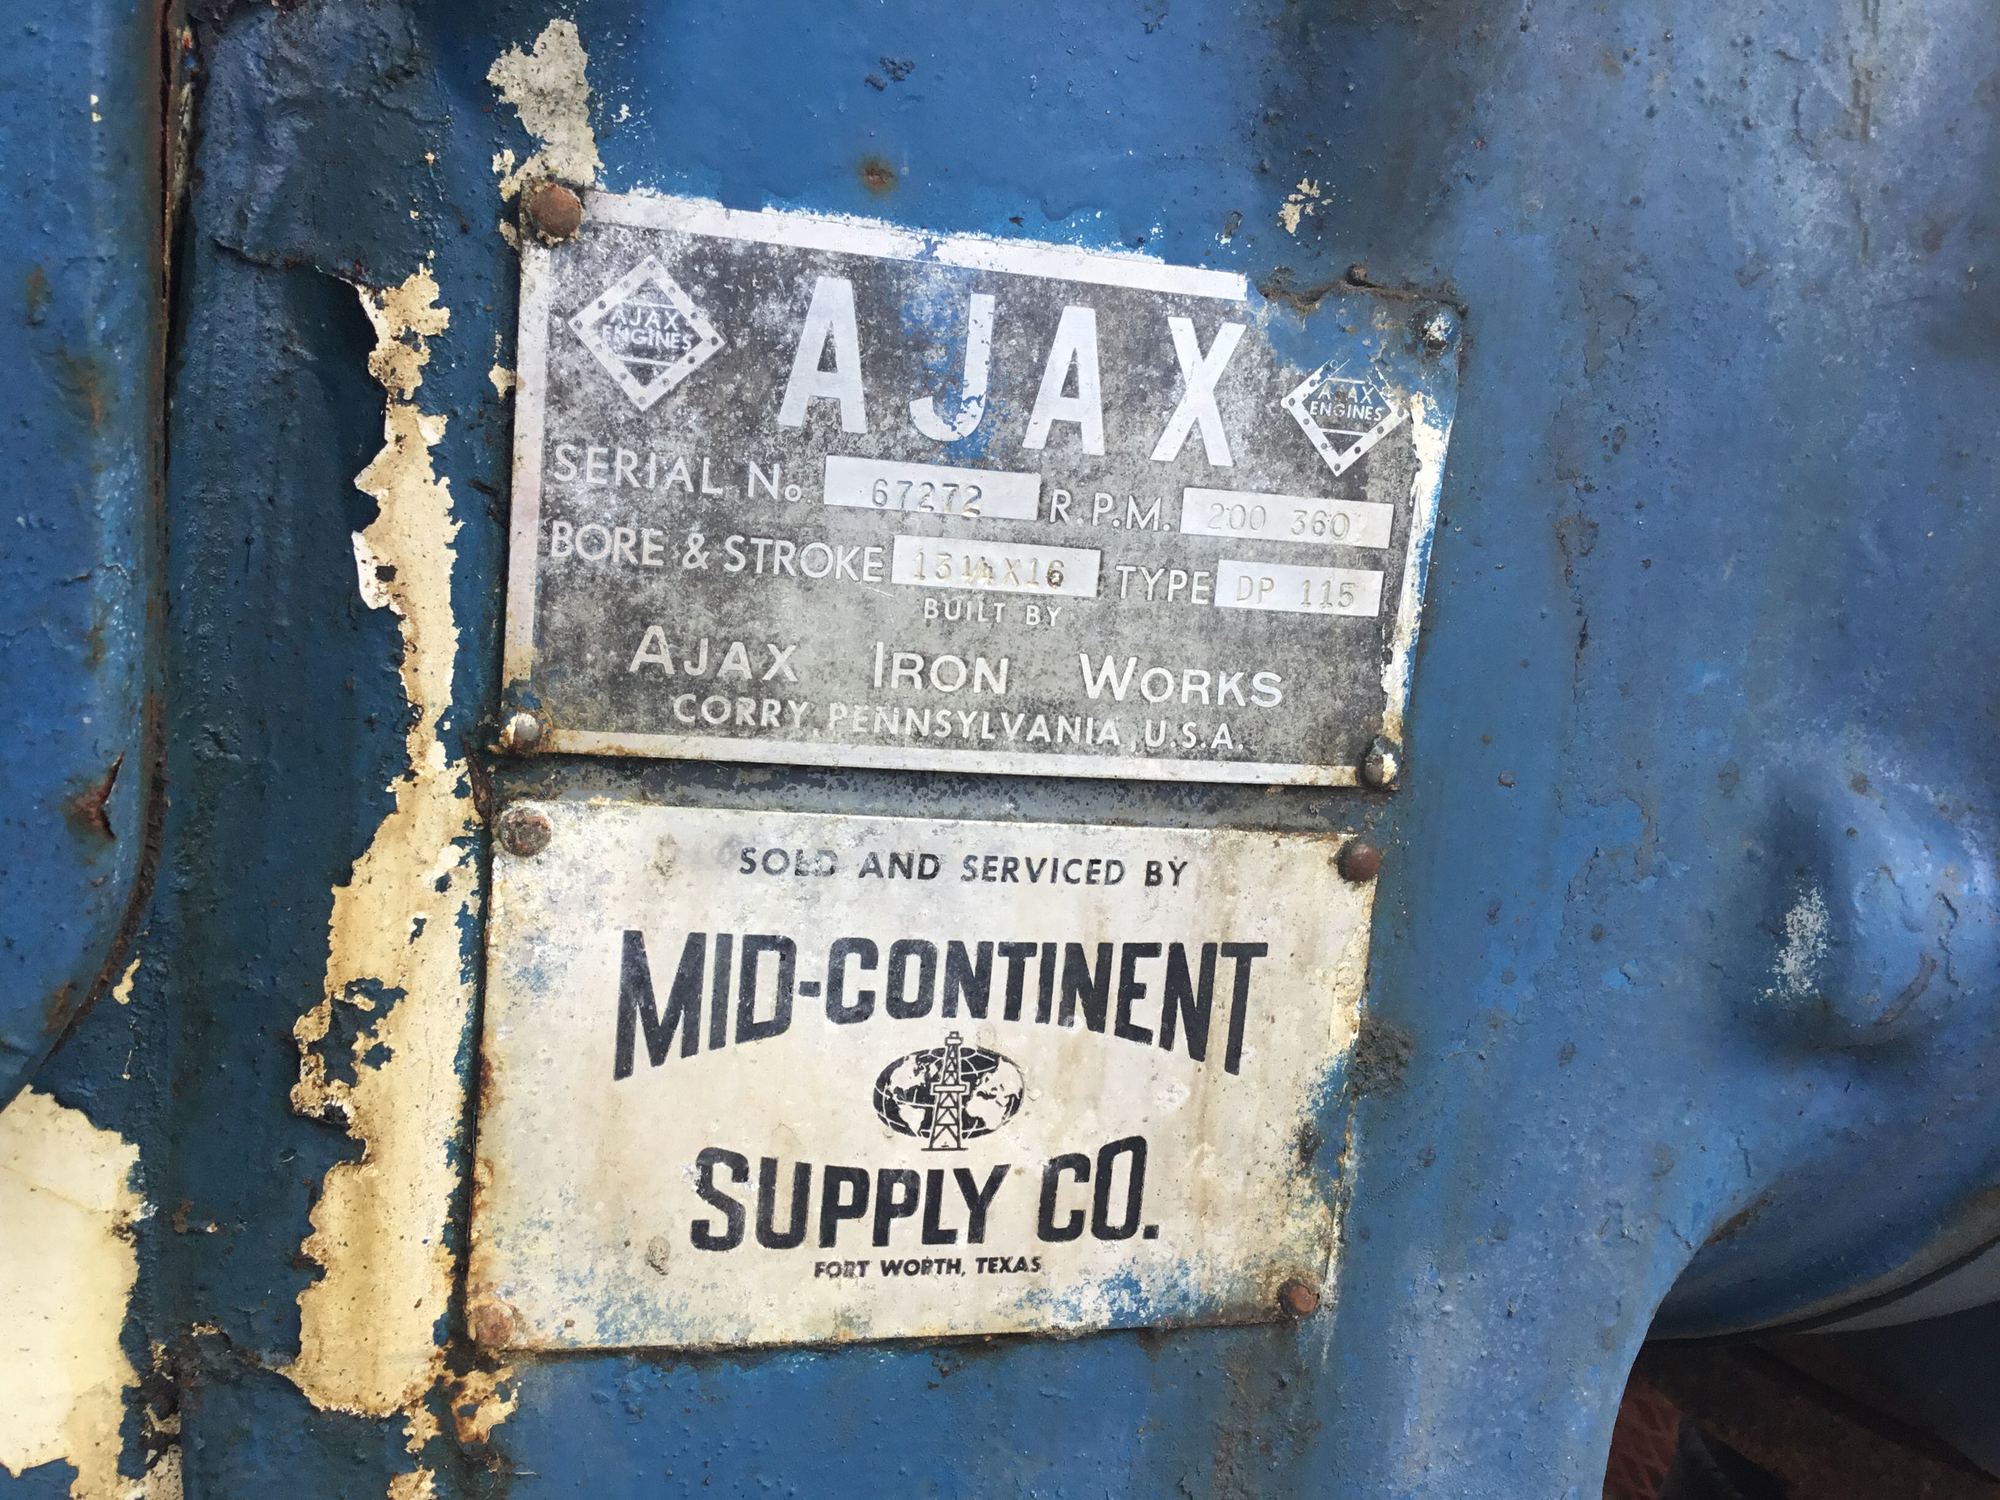 AJAX ENGINES
AJAX
AJAX ENGINES
SERIAL No. 67272 R.P.M. 200 360
BORE & STROKE 13¼X16 TYPE DP 115
BUILT BY
AJAX IRON WORKS
CORRY, PENNSYLVANIA, U.S.A.
SOLD AND SERVICED BY
MID-CONTINENT
SUPPLY CO.
FORT WORTH, TEXAS